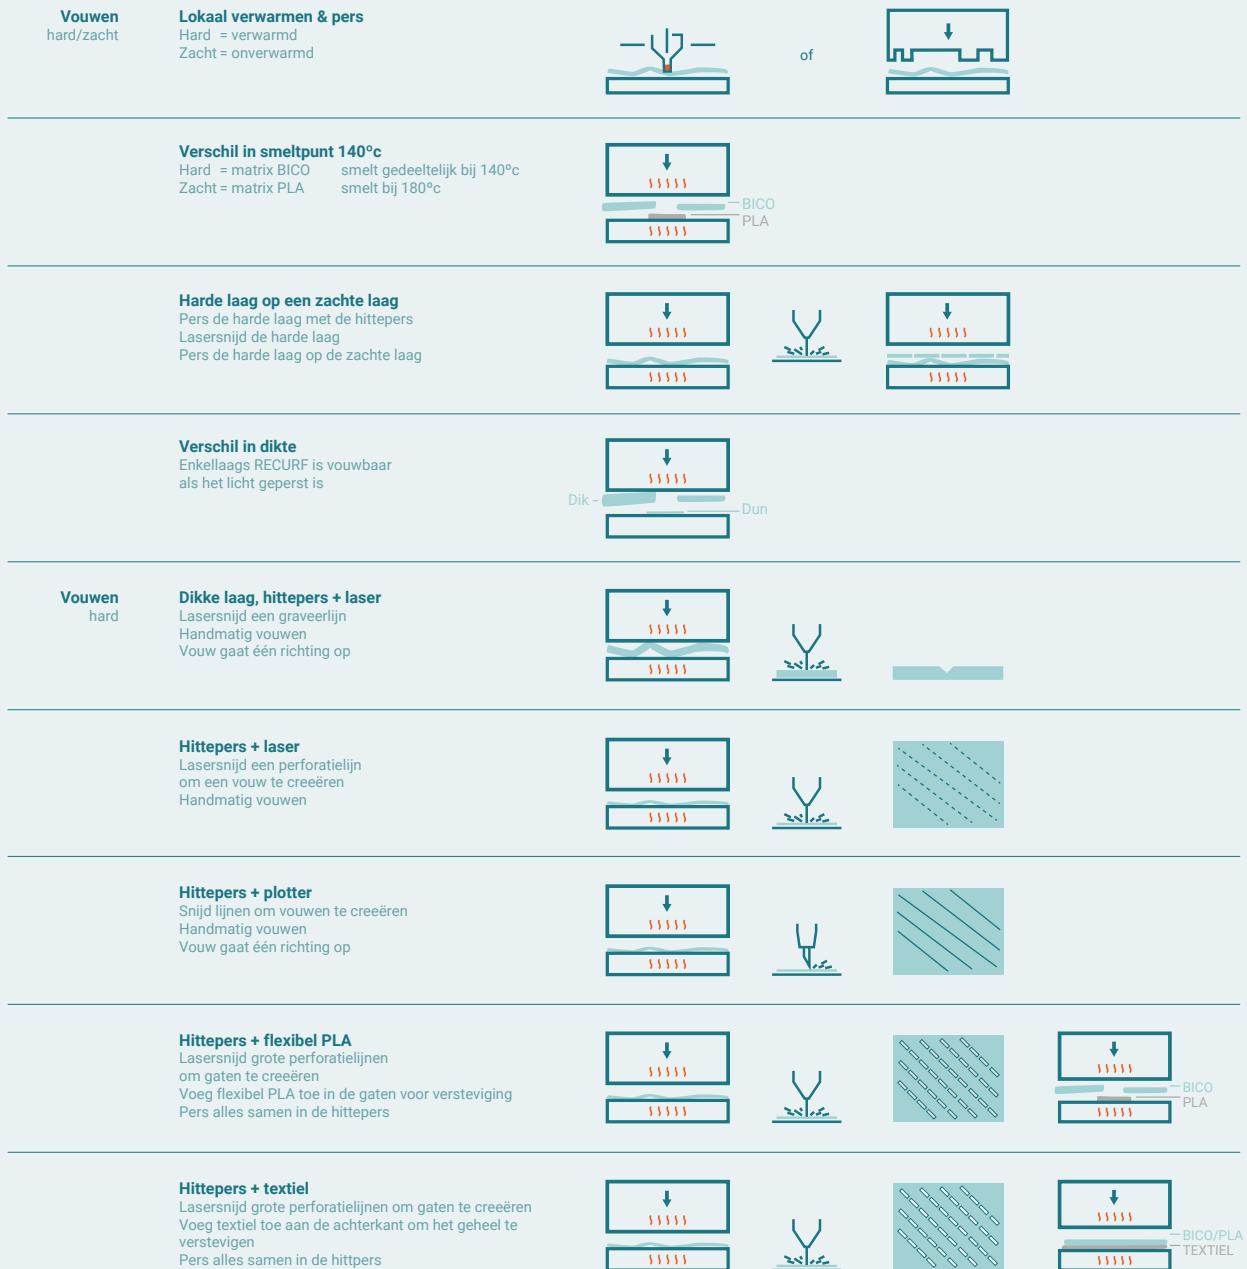 Vouwen
hard/zacht
Lokaal verwarmen & pers
Hard = verwarmd
Zacht = onverwarmd
of
Verschil in smeltpunt 140ºc
Hard = matrix BICO smelt gedeeltelijk bij 140ºc
Zacht = matrix PLA smelt bij 180ºc
BICO
PLA
Harde laag op een zachte laag
Pers de harde laag met de hittepers
Lasersnijd de harde laag
Pers de harde laag op de zachte laag
Verschil in dikte
Enkellaags RECURF is vouwbaar
als het licht geperst is
Dik
Dun
Vouwen
hard
Dikke laag, hittepers + laser
Lasersnijd een graveerlijn
Handmatig vouwen
Vouw gaat één richting op
Hittepers + laser
Lasersnijd een perforatielijn
om een vouw te creeëren
Handmatig vouwen
Hittepers + plotter
Snijd lijnen om vouwen te creeëren
Handmatig vouwen
Vouw gaat één richting op
Hittepers + flexibel PLA
Lasersnijd grote perforatielijnen
om gaten te creeëren
Voeg flexibel PLA toe in de gaten voor versteviging
Pers alles samen in de hittepers
BICO
PLA
Hittepers + textiel
Lasersnijd grote perforatielijnen om gaten te creeëren
Voeg textiel toe aan de achterkant om het geheel te
verstevigen
Pers alles samen in de hittpers
BICO/PLA
TEXTIEL